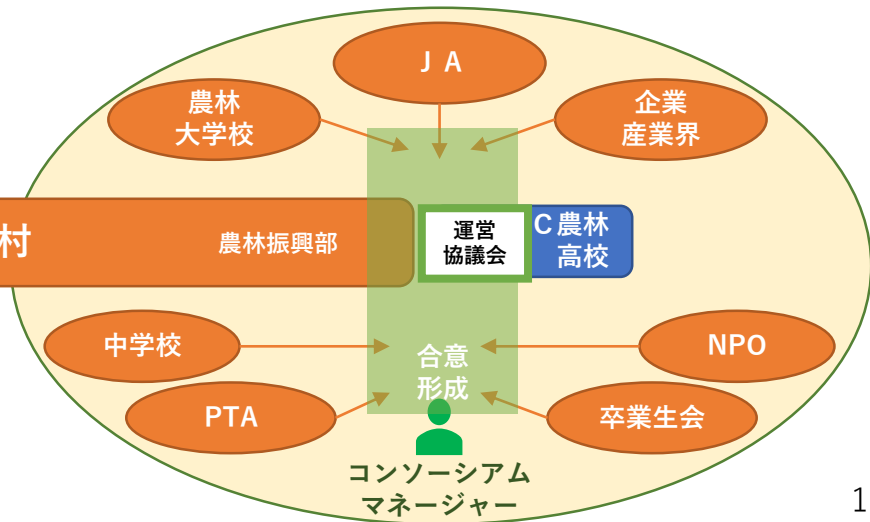 JA
農林
大学校
企業
産業界
村
農林振興部
運営
協議会
C農林
高校
中学校
合意
形成
NPO
PTA
卒業生会
コンソーシアム
マネージャー
1